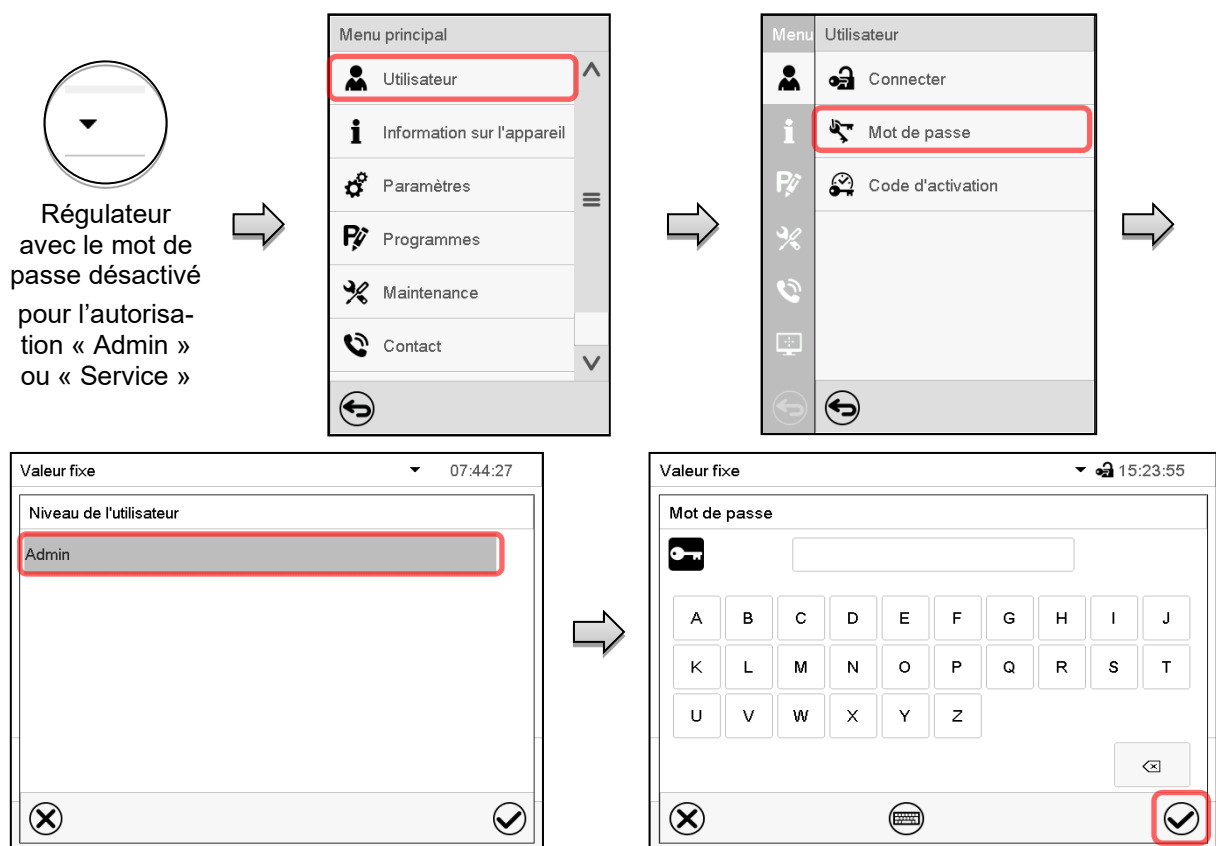 Régulateur
avec le mot de
passe désactivé
pour l’autorisa-
tion « Admin »
ou « Service »
Menu principal
Utilisateur
Information sur l'appareil
Paramètres
Programmes
Maintenance
Contact
Menu
Utilisateur
Connecter
Mot de passe
Code d'activation
Valeur fixe 07:44:27
Niveau de l'utilisateur
Admin
Valeur fixe 15:23:55
Mot de passe
A B C D E F G H I J
K L M N O P Q R S T
U V W X Y Z